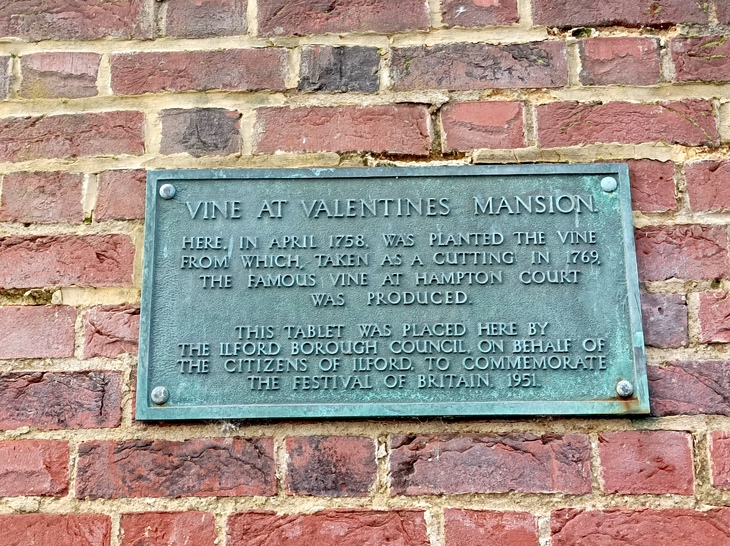 VINE AT VALENTINES MANSION.
HERE, IN APRIL 1758, WAS PLANTED THE VINE
FROM WHICH, TAKEN AS A CUTTING IN 1769,
THE FAMOUS VINE AT HAMPTON COURT
WAS PRODUCED.
THIS TABLET WAS PLACED HERE BY
THE ILFORD BOROUGH COUNCIL, ON BEHALF OF
THE CITIZENS OF ILFORD, TO COMMEMORATE
THE FESTIVAL OF BRITAIN, 1951.